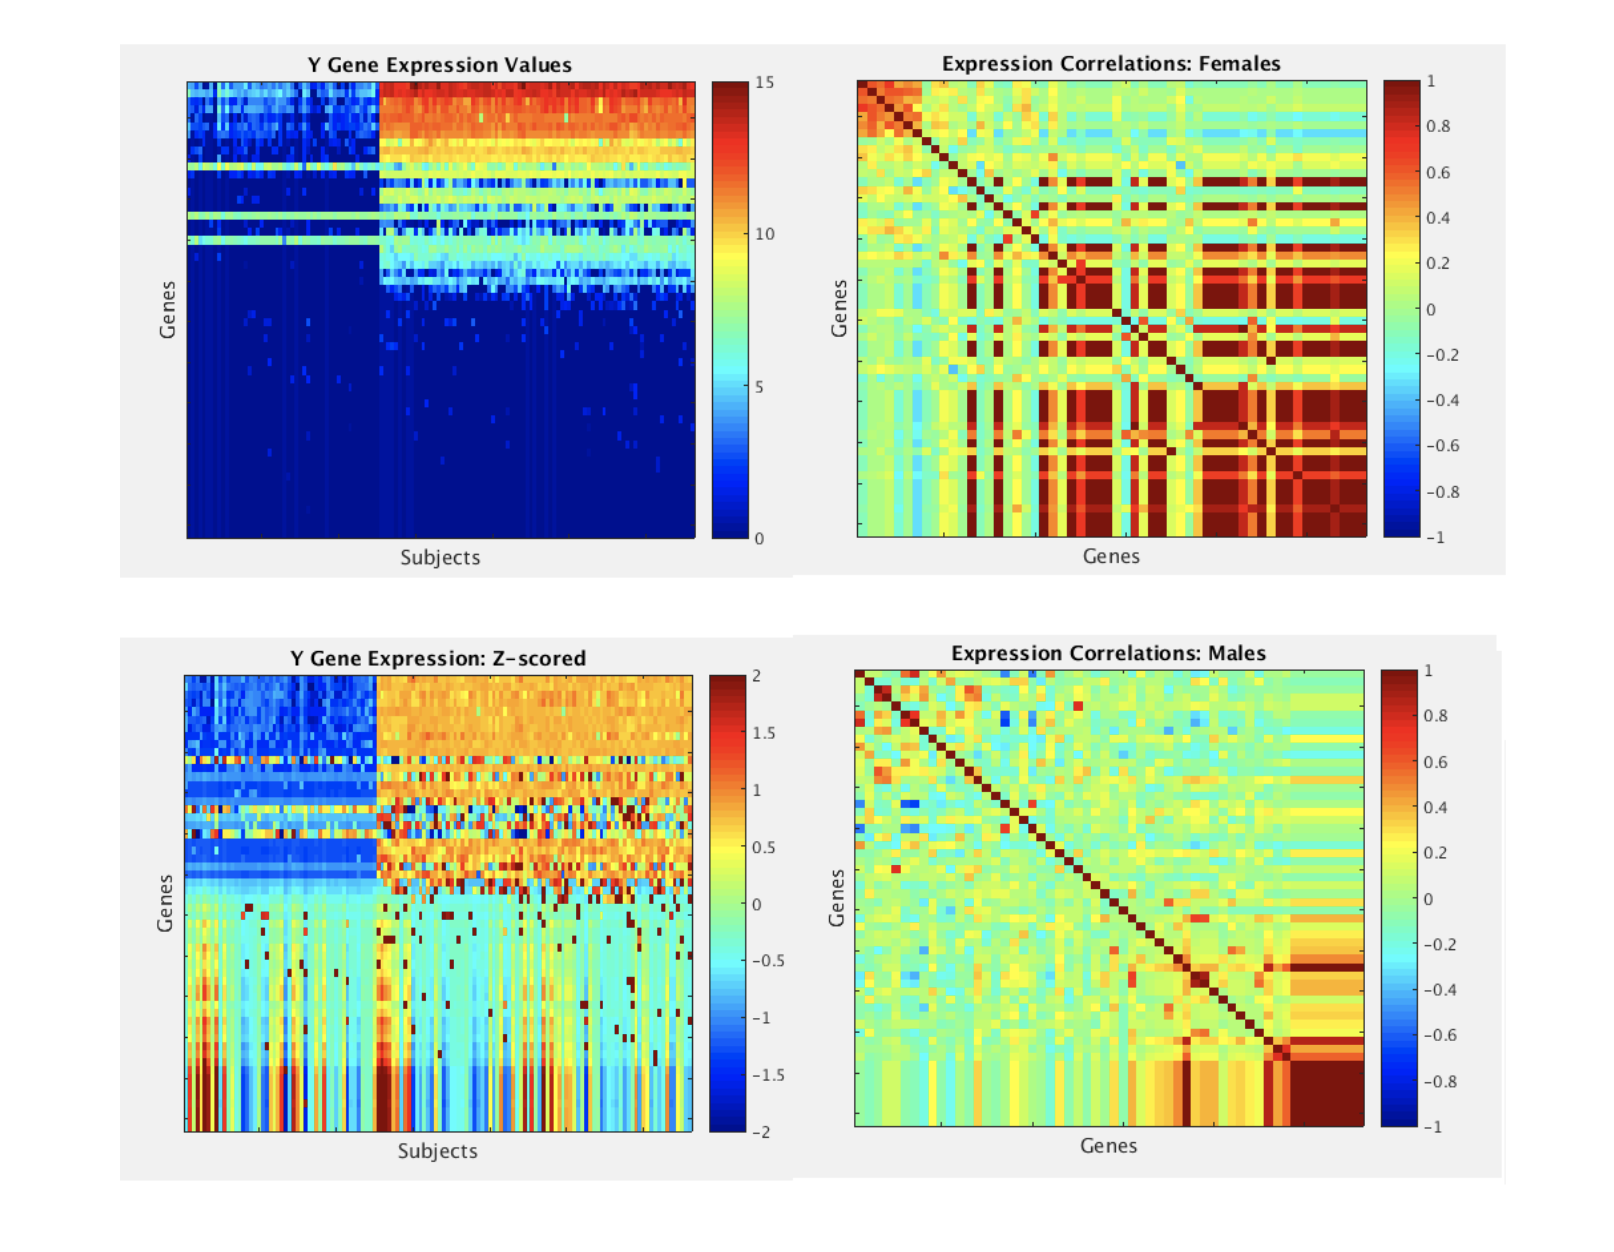 Y Gene Expression Values
15
10
5
0
Genes
Subjects
Expression Correlations: Females
1
0.8
0.6
0.4
0.2
0
−0.2
−0.4
−0.6
−0.8
−1
Genes
Genes
Y Gene Expression: Z−scored
2
1.5
1
0.5
0
−0.5
−1
−1.5
−2
Genes
Subjects
Expression Correlations: Males
1
0.8
0.6
0.4
0.2
0
−0.2
−0.4
−0.6
−0.8
−1
Genes
Genes